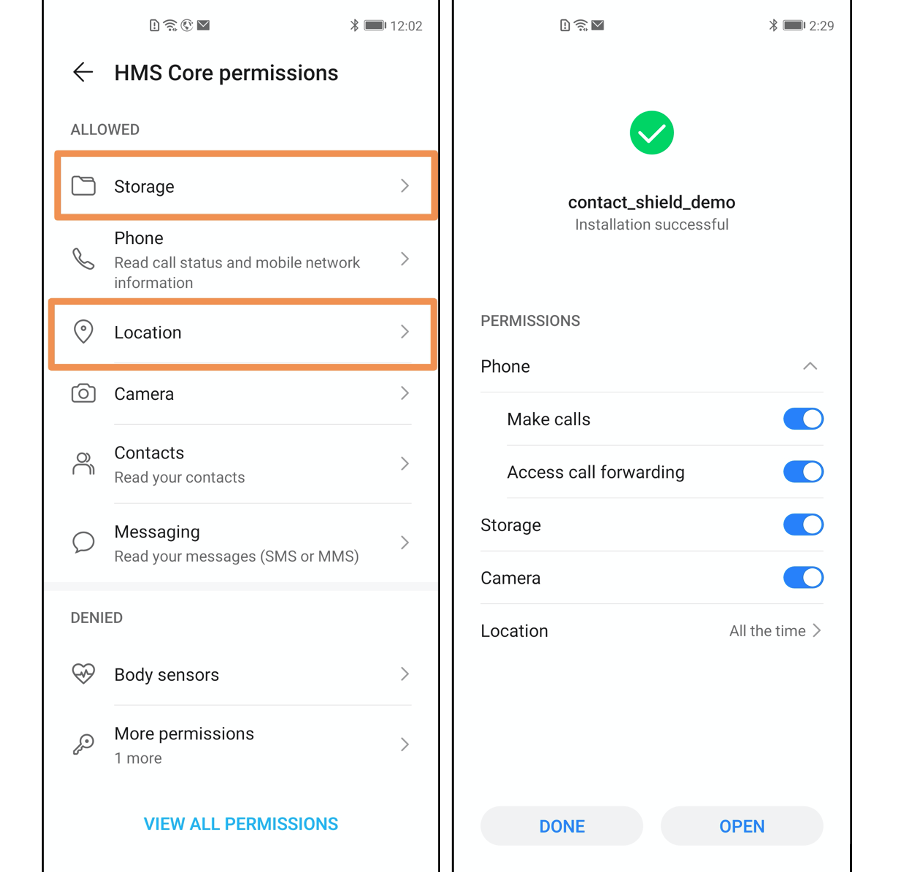 12:02
HMS Core permissions
ALLOWED
Storage
Phone
Read call status and mobile network
information
Location
Camera
Contacts
Read your contacts
Messaging
Read your messages (SMS or MMS)
DENIED
Body sensors
More permissions
1 more
VIEW ALL PERMISSIONS
2:29
contact_shield_demo
Installation successful
PERMISSIONS
Phone
Make calls
Access call forwarding
Storage
Camera
Location All the time
DONE OPEN